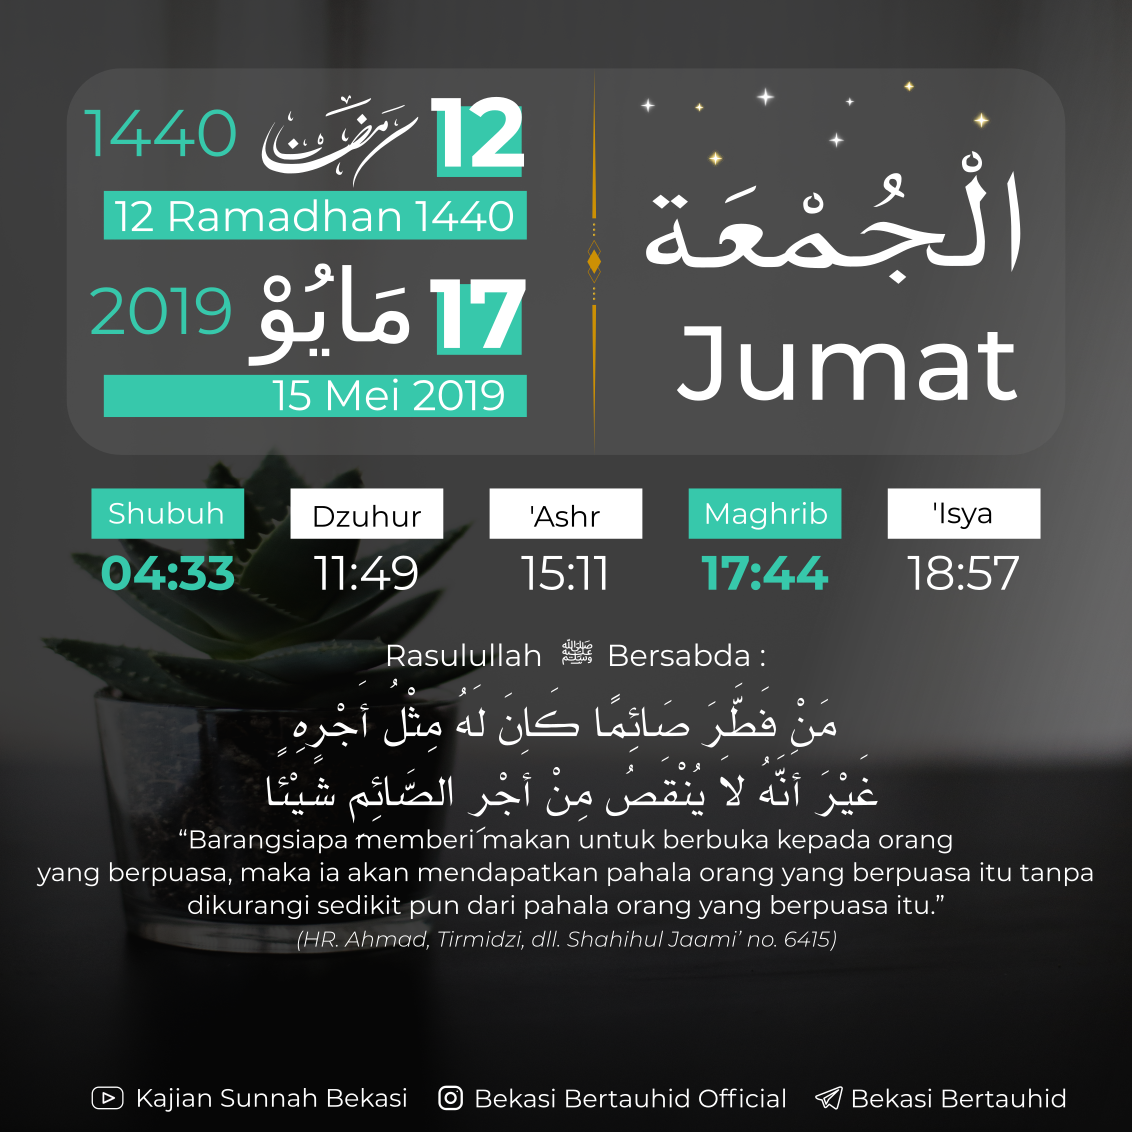 1440 رمضان 12
12 Ramadhan 1440
2019 مَايُوْ 17
15 Mei 2019
الْجُمْعَة
Jumat
Shubuh Dzuhur 'Ashr Maghrib 'Isya
04:33 11:49 15:11 17:44 18:57
Rasulullah ﷺ Bersabda :
مَنْ فَطَّرَ صَائِمًا كَانَ لَهُ مِثْلُ أَجْرِهِ
غَيْرَ أنَّهُ لاَ يُنْقَصُ مِنْ أجْرِ الصَّائِمِ شيْئًا
“Barangsiapa memberi makan untuk berbuka kepada orang
yang berpuasa, maka ia akan mendapatkan pahala orang yang berpuasa itu tanpa
dikurangi sedikit pun dari pahala orang yang berpuasa itu.”
(HR. Ahmad, Tirmidzi, dll. Shahihul Jaami’ no. 6415)
Kajian Sunnah Bekasi Bekasi Bertauhid Official Bekasi Bertauhid